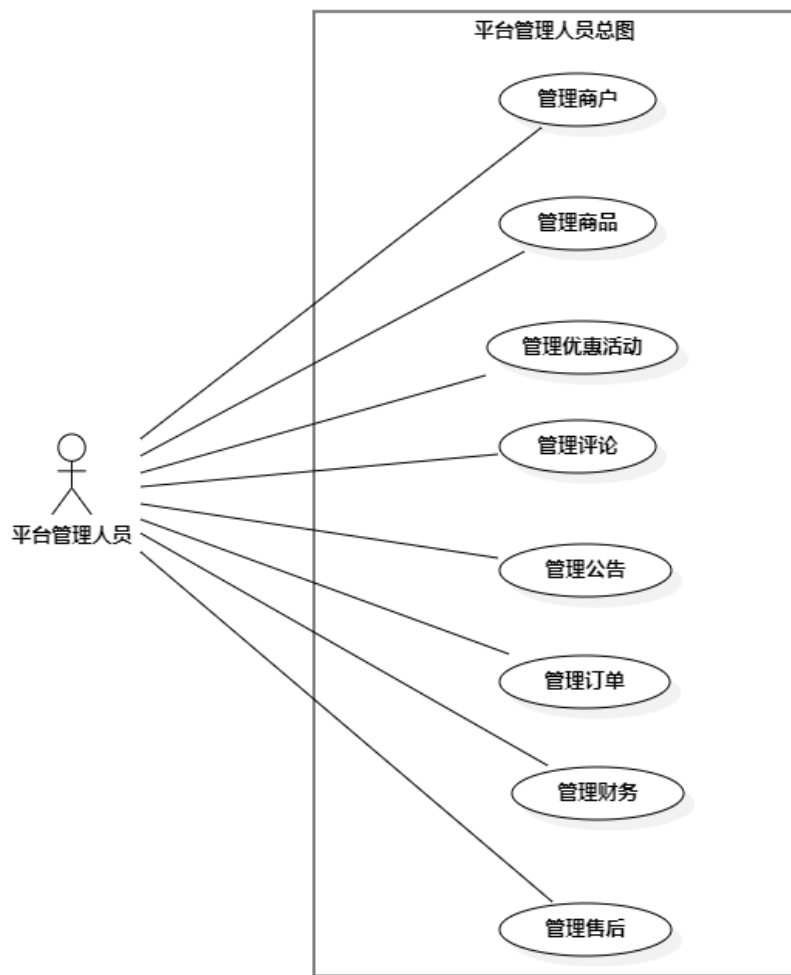 平台管理人员总图
管理商户
管理商品
管理优惠活动
管理评论
平台管理人员
管理公告
管理订单
管理财务
管理售后